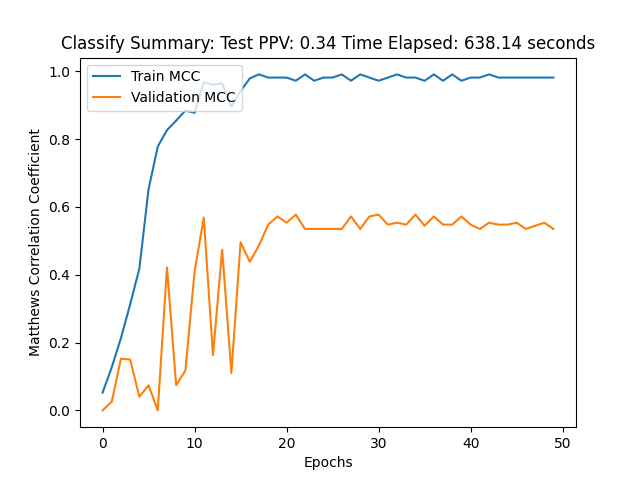 Classify Summary: Test PPV: 0.34 Time Elapsed: 638.14 seconds
Train MCC
Validation MCC
Matthews Correlation Coefficient
1.0
0.8
0.6
0.4
0.2
0.0
0 10 20 30 40 50
Epochs